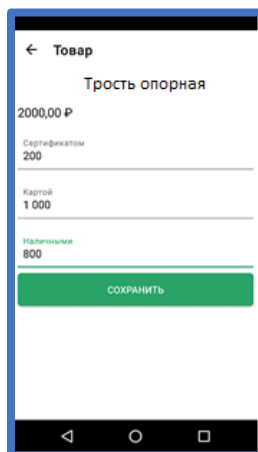 Товар
Трость опорная
2000,00 ₽
Сертификатом
200
Картой
1 000
Наличными
800
СОХРАНИТЬ